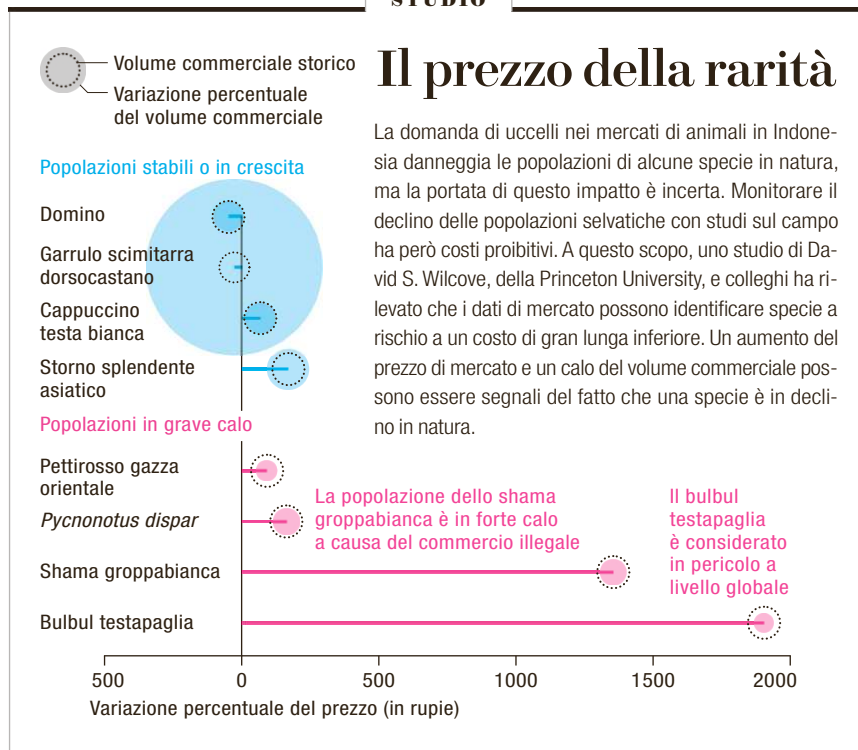 STUDIO
Volume commerciale storico
Variazione percentuale
del volume commerciale
Il prezzo della rarità
La domanda di uccelli nei mercati di animali in Indone-
sia danneggia le popolazioni di alcune specie in natura,
ma la portata di questo impatto è incerta. Monitorare il
declino delle popolazioni selvatiche con studi sul campo
ha però costi proibitivi. A questo scopo, uno studio di Da-
vid S. Wilcove, della Princeton University, e colleghi ha ri-
levato che i dati di mercato possono identificare specie a
rischio a un costo di gran lunga inferiore. Un aumento del
prezzo di mercato e un calo del volume commerciale pos-
sono essere segnali del fatto che una specie è in decli-
no in natura.
Popolazioni stabili o in crescita
Domino
Garrulo scimitarra
dorsocastano
Cappuccino
testa bianca
Storno splendente
asiatico
Popolazioni in grave calo
Pettirosso gazza
orientale
Pycnonotus dispar
Shama groppabianca
Bulbul testapaglia
La popolazione dello shama
groppabianca è in forte calo
a causa del commercio illegale
Il bulbul
testapaglia
è considerato
in pericolo a
livello globale
500 0 500 1000 1500 2000
Variazione percentuale del prezzo (in rupie)